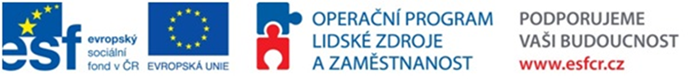 esf
evropský
sociální
fond v ČR
EVROPSKÁ UNIE
OPERAČNÍ PROGRAM
LIDSKÉ ZDROJE
A ZAMĚSTNANOST
PODPORUJEME
VAŠI BUDOUCNOST
www.esfcr.cz